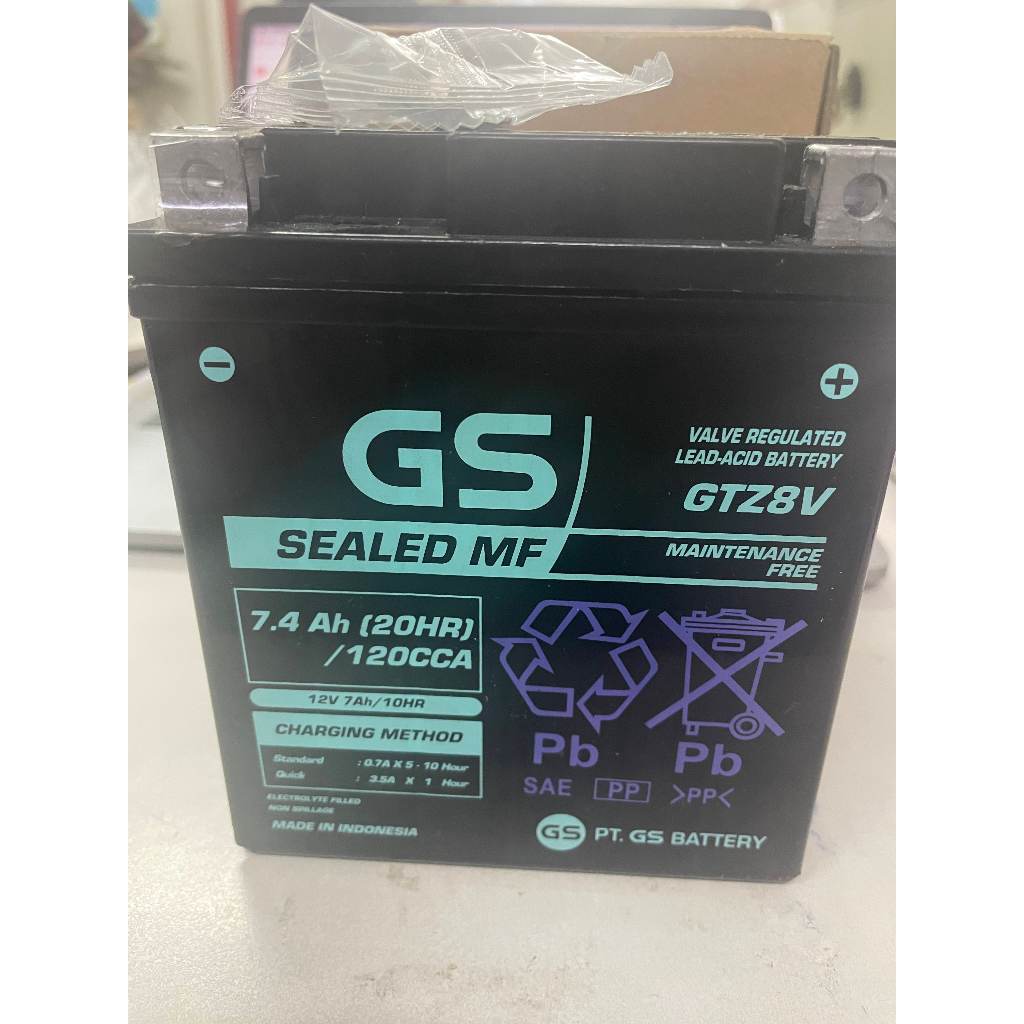 GS
SEALED MF
VALVE REGULATED
LEAD-ACID BATTERY
GTZ8V
MAINTENANCE
FREE
7.4 Ah (20HR)
/120CCA
12V 7Ah/10HR
CHARGING METHOD
Standard : 0.7A X 5 - 10 Hour
Quick : 3.5A X 1 Hour
ELECTROLYTE FILLED
NON SPILLAGE
MADE IN INDONESIA
Pb
Pb
SAE PP >PP<
GS PT. GS BATTERY